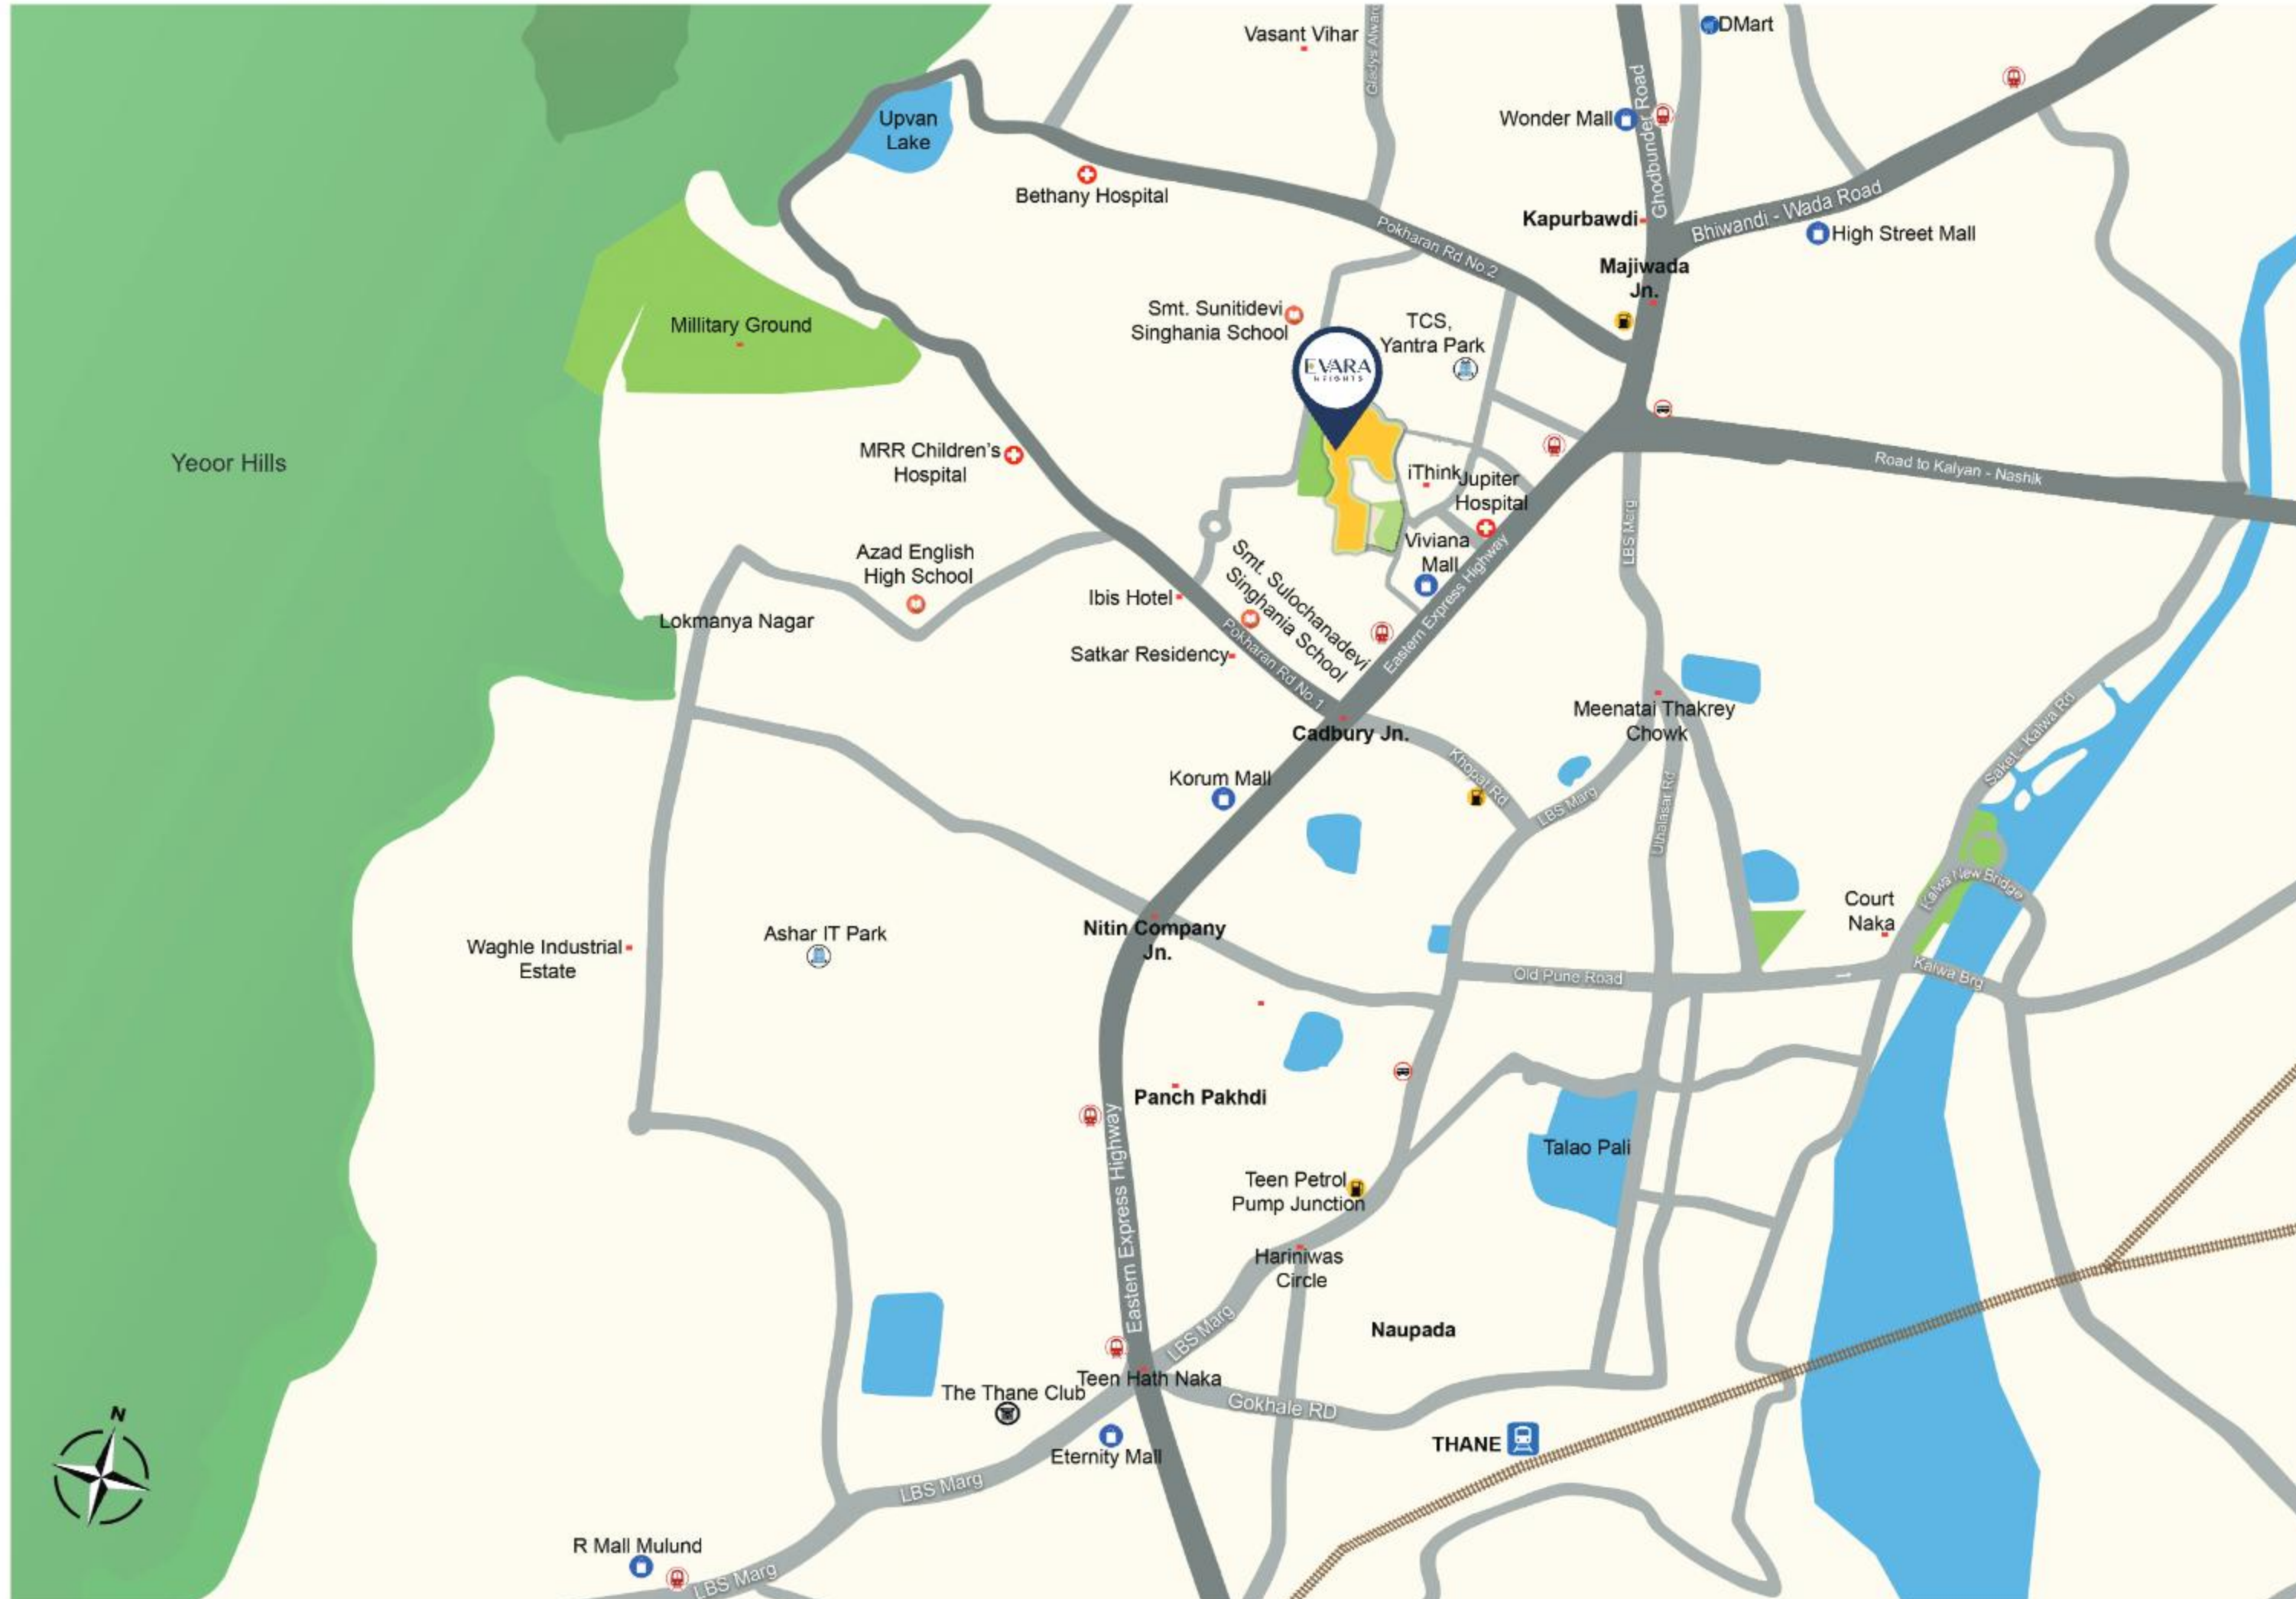 Vasant Vihar
DMart
Gladys Alwares
Upvan
Lake
Wonder Mall
Ghodbunder Road
Bethany Hospital
Kapurbawdi
Bhiwandi - Wada Road
High Street Mall
Pokharan Rd No.2
Majiwada
Jn.
Smt. Sunitidevi
Singhania School
TCS,
Yantra Park
Millitary Ground
EVARA
HEIGHTS
Yeoor Hills
MRR Children's
Hospital
iThink
Jupiter
Hospital
Road to Kalyan - Nashik
LBS Marg
Azad English
High School
Viviana
Mall
Smt. Sulochanadevi
Singhania School
Eastern Express Highway
Ibis Hotel
Lokmanya Nagar
Satkar Residency
Pokharan Rd No.1
Meenatai Thakrey
Chowk
Cadbury Jn.
Saket - Kalwa Rd
Korum Mall
Khopat Rd
LBS Marg
Uthalasar Rd
Kalwa New Bridge
Court
Naka
Nitin Company
Jn.
Ashar IT Park
Waghle Industrial
Estate
Old Pune Road
Kalwa Brg
Panch Pakhdi
Talao Pali
Eastern Express Highway
Teen Petrol
Pump Junction
Hariniwas
Circle
LBS Marg
Naupada
Teen Hath Naka
The Thane Club
Gokhale RD
N
THANE
Eternity Mall
LBS Marg
R Mall Mulund
LBS Marg